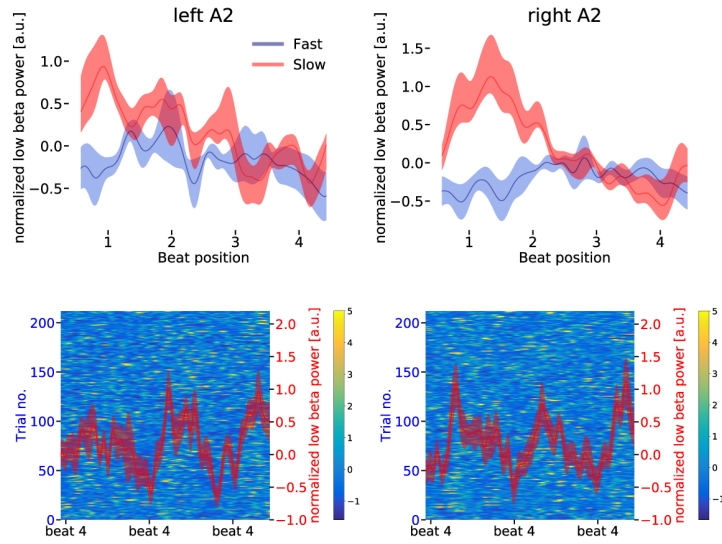 left A2
right A2
normalized low beta power [a.u.]
1.0
0.5
0.0
−0.5
Fast
Slow
1 2 3 4
Beat position
normalized low beta power [a.u.]
1.5
1.0
0.5
0.0
−0.5
1 2 3 4
Beat position
Trial no.
200
150
100
50
0
beat 4 beat 4 beat 4
2.0
1.5
1.0
0.5
0.0
−0.5
−1.0
normalized low beta power [a.u.]
5
4
3
2
1
0
−1
Trial no.
200
150
100
50
0
beat 4 beat 4 beat 4
2.0
1.5
1.0
0.5
0.0
−0.5
−1.0
normalized low beta power [a.u.]
5
4
3
2
1
0
−1